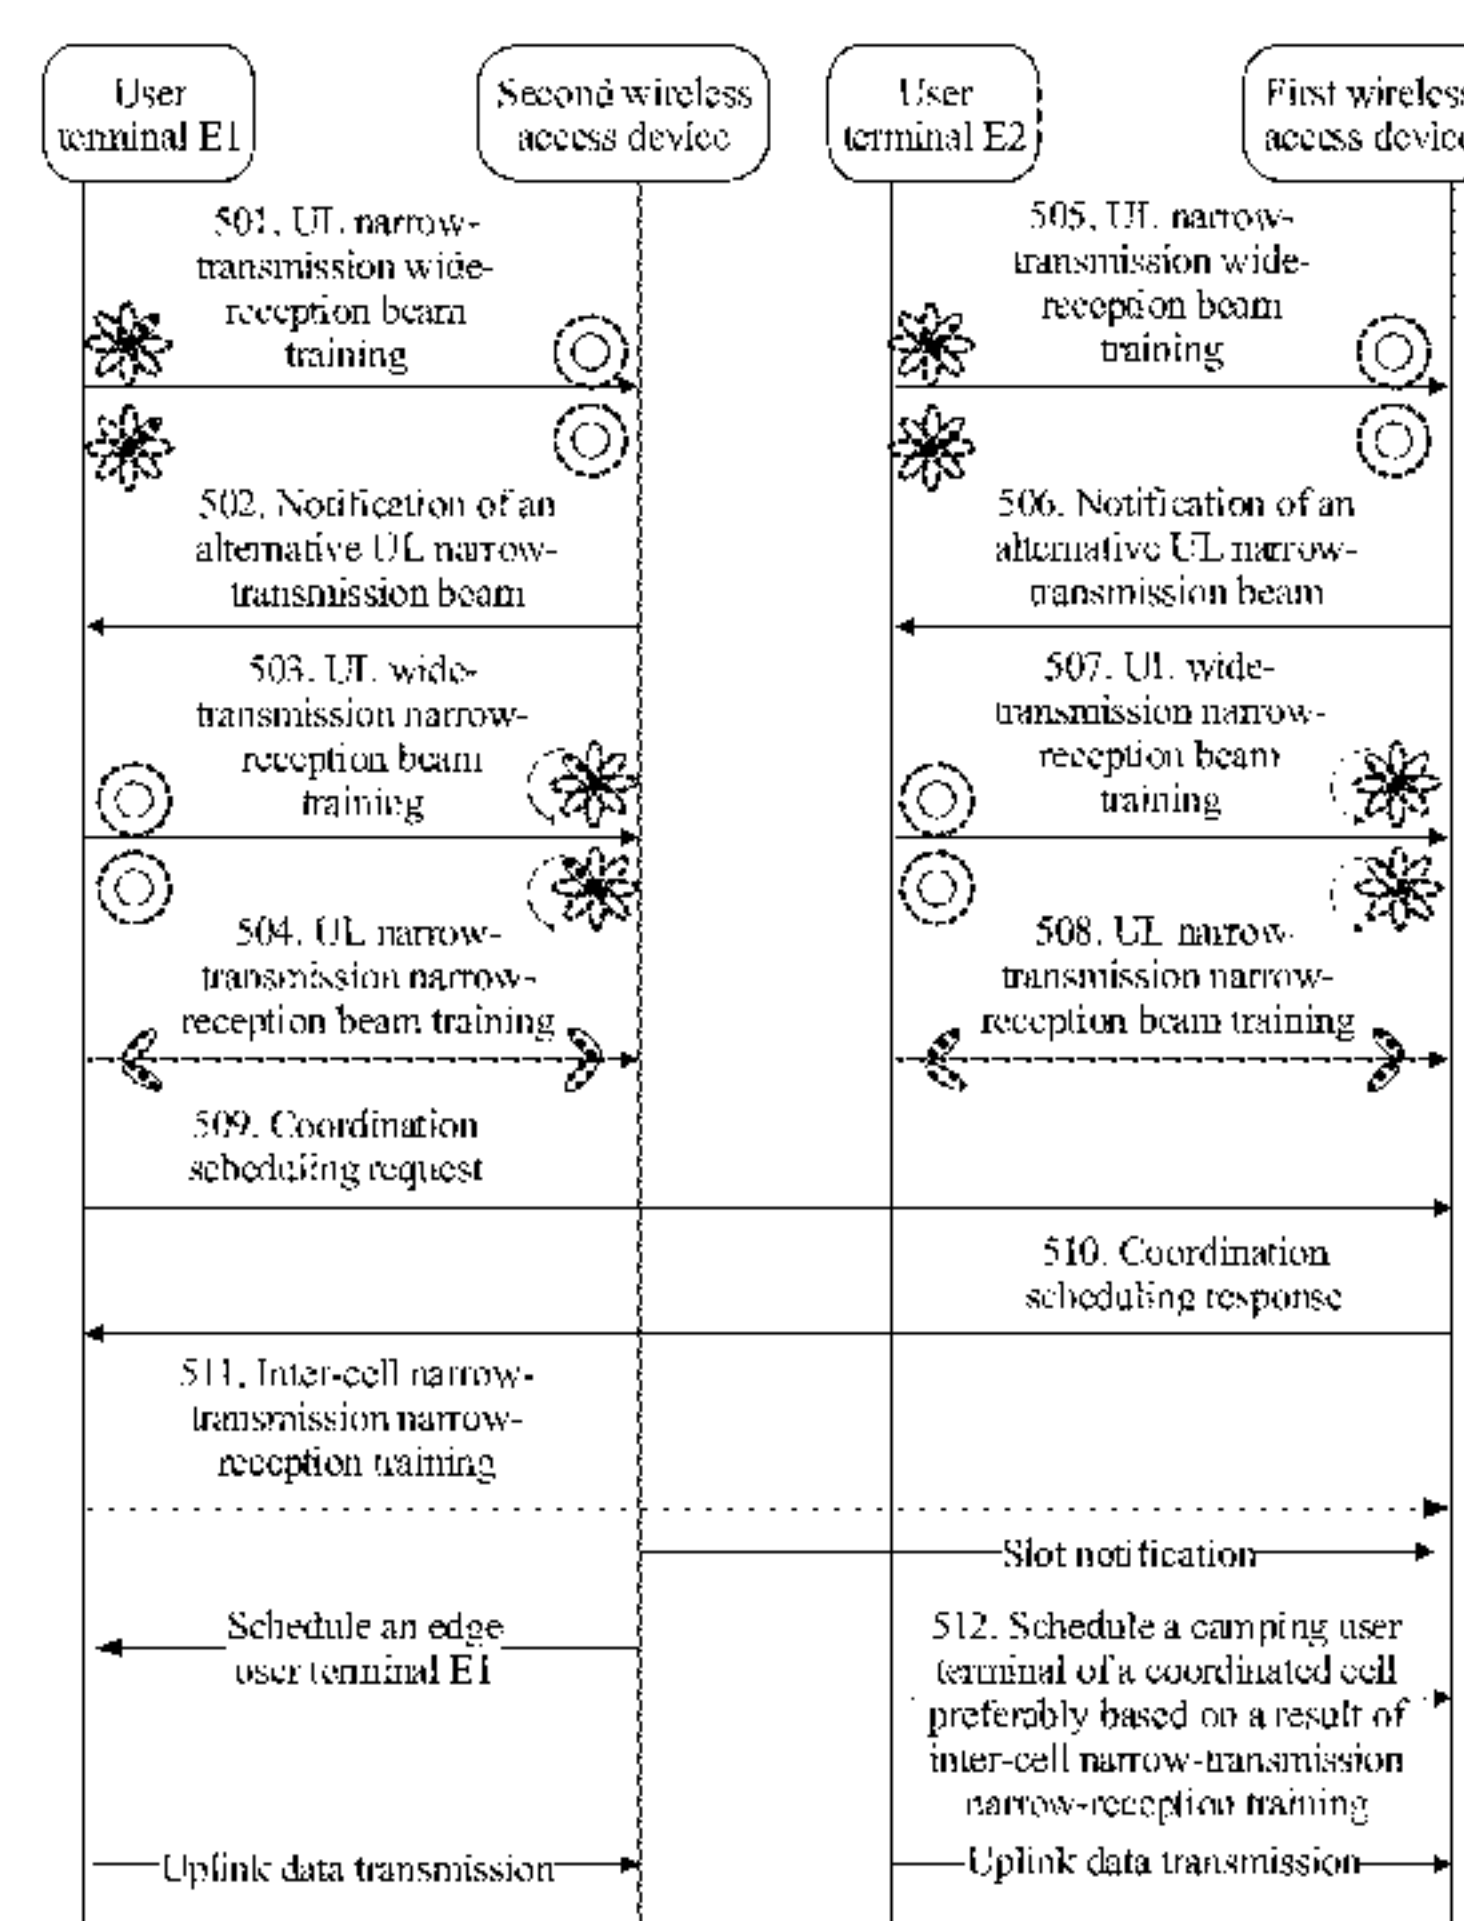 User
terminal E1
Second wireless
access device
User
terminal E2
First wireless
access device
501. UL narrow-
transmission wide-
reception beam
training
505. UL narrow-
transmission wide-
reception beam
training
502. Notification of an
alternative UL narrow-
transmission beam
506. Notification of an
alternative UL narrow-
transmission beam
503. UL wide-
transmission narrow-
reception beam
training
507. UL wide-
transmission narrow-
reception beam
training
504. UL narrow-
transmission narrow-
reception beam training
508. UL narrow-
transmission narrow-
reception beam training
509. Coordination
scheduling request
510. Coordination
scheduling response
511. Inter-cell narrow-
transmission narrow-
reception training
Slot notification
Schedule an edge
user terminal E1
512. Schedule a camping user
terminal of a coordinated cell
preferably based on a result of
inter-cell narrow-transmission
narrow-reception training
Uplink data transmission
Uplink data transmission